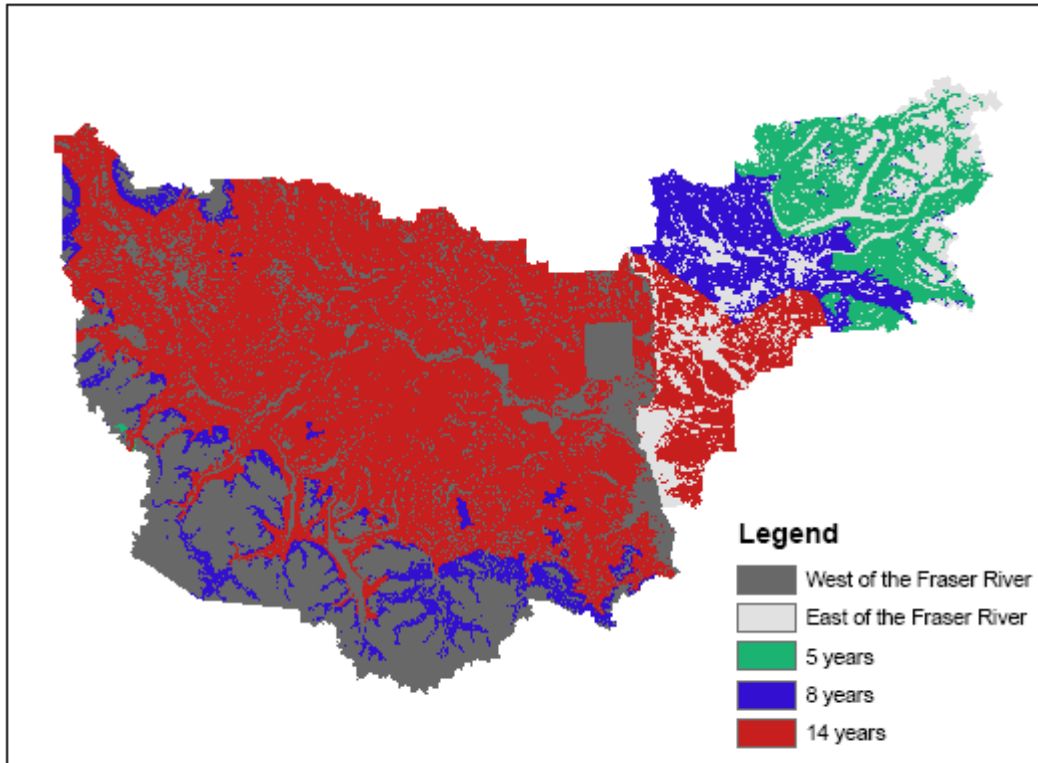 Legend
West of the Fraser River
East of the Fraser River
5 years
8 years
14 years